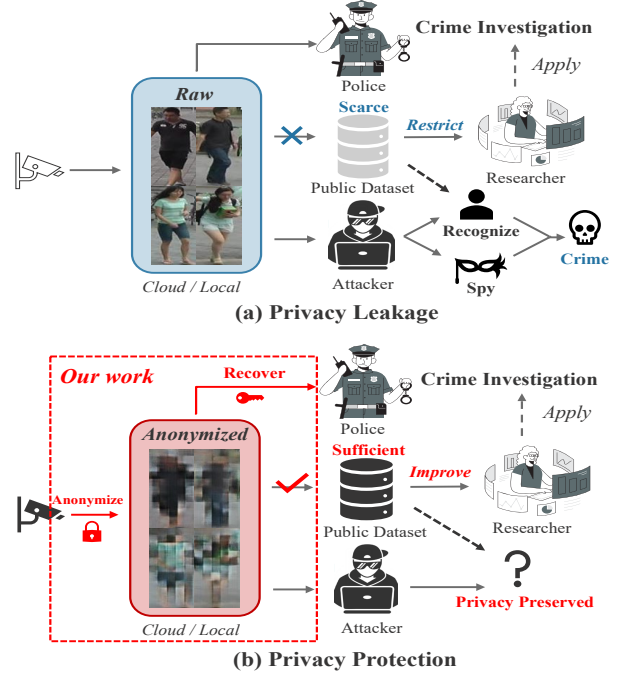 Crime Investigation
Apply
Police
Raw
Scarce
Restrict
Public Dataset
Researcher
Recognize
Attacker
Spy
Crime
Cloud / Local
(a) Privacy Leakage
Our work
Recover
Crime Investigation
Apply
Police
Anonymized
Sufficient
Improve
Anonymize
Public Dataset
Researcher
Privacy Preserved
Attacker
Cloud / Local
(b) Privacy Protection